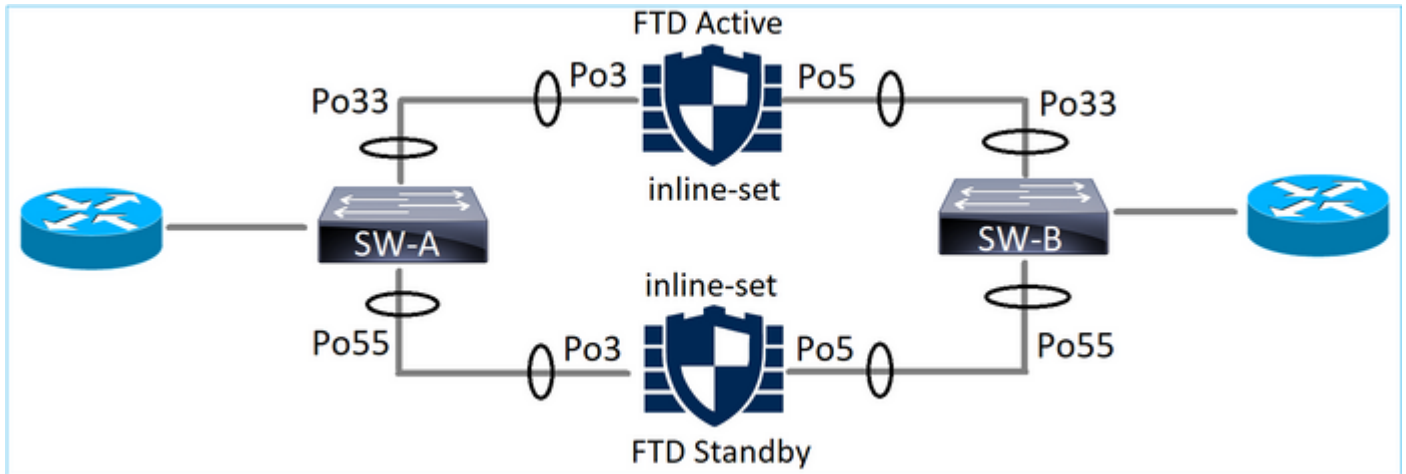 FTD Active
Po3
Po5
Po33
Po33
inline-set
SW-A
SW-B
inline-set
Po55
Po3
Po5
Po55
FTD Standby